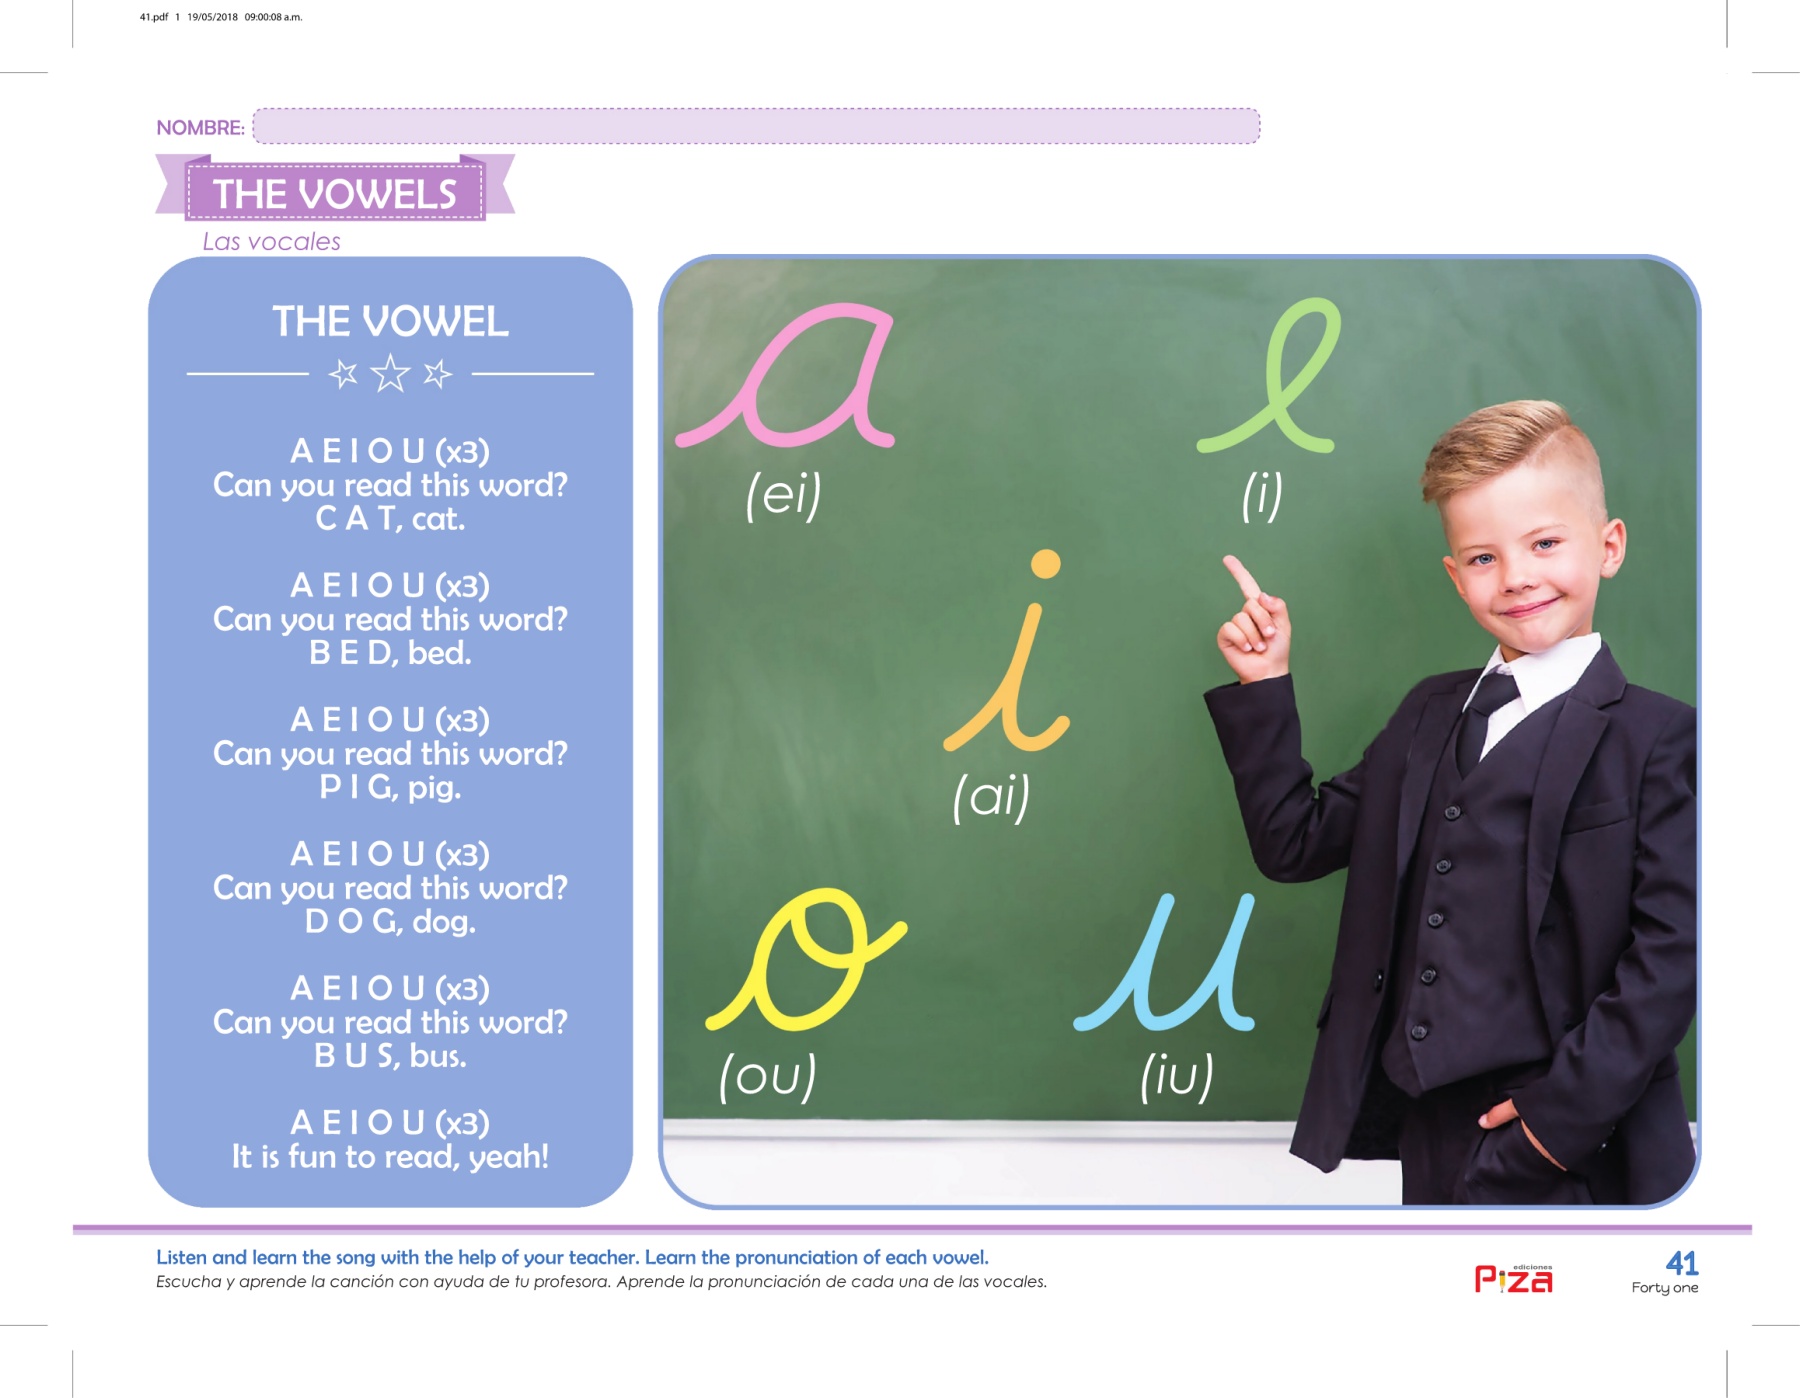 41.pdf 1 19/05/2018 09:00:08 a.m.
NOMBRE:
THE VOWELS
Las vocales
THE VOWEL
A E I O U (x3)
Can you read this word?
C A T, cat.
A E I O U (x3)
Can you read this word?
B E D, bed.
A E I O U (x3)
Can you read this word?
P I G, pig.
A E I O U (x3)
Can you read this word?
D O G, dog.
A E I O U (x3)
Can you read this word?
B U S, bus.
A E I O U (x3)
It is fun to read, yeah!
a e
(ei) (i)
i
(ai)
o u
(ou) (iu)
Listen and learn the song with the help of your teacher. Learn the pronunciation of each vowel.
Escucha y aprende la canción con ayuda de tu profesora. Aprende la pronunciación de cada una de las vocales.
ediciones
Piza
41
Forty one